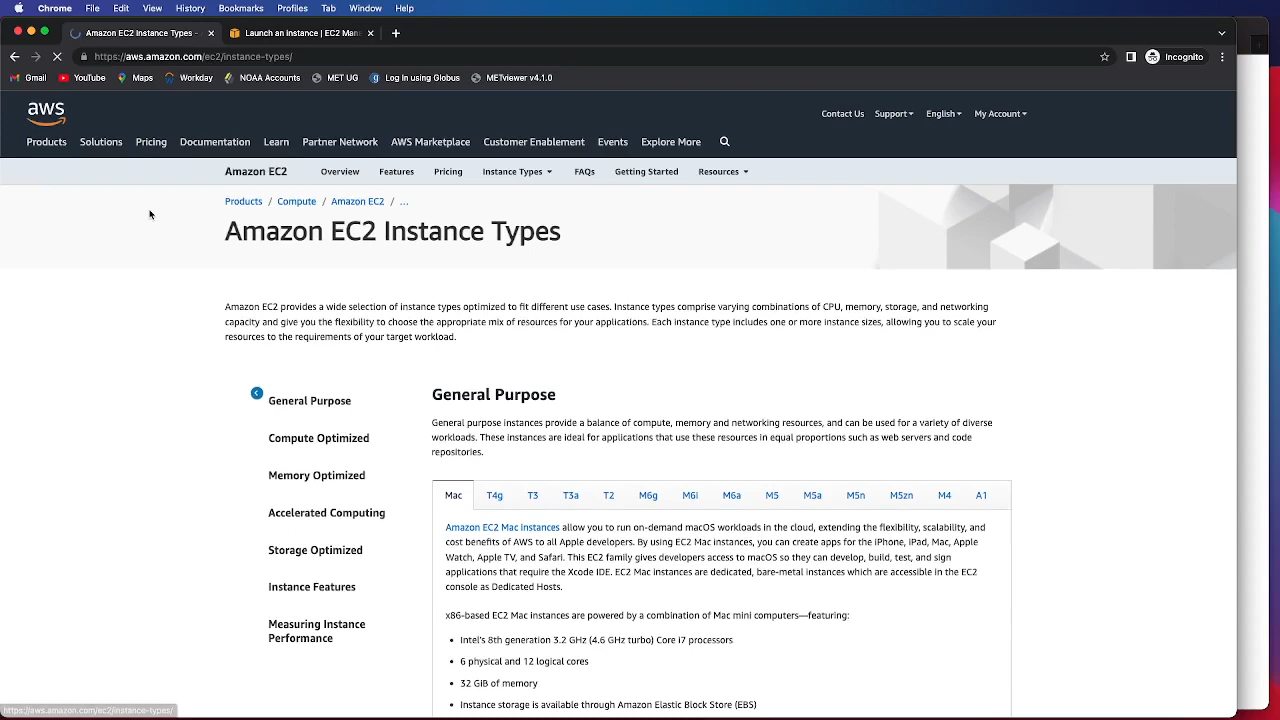 Chrome File Edit View History Bookmarks Profiles Tab Window Help
Amazon EC2 Instance Types - Launch an instance | EC2 Man
https://aws.amazon.com/ec2/instance-types/ Incognito
Gmail YouTube Maps Workday NOAA Accounts MET UG Log in using Globus METViewer v4.1.0
aws
Contact Us Support English My Account
Products Solutions Pricing Documentation Learn Partner Network AWS Marketplace Customer Enablement Events Explore More
Amazon EC2 Overview Features Pricing Instance Types FAQs Getting Started Resources
Products / Compute / Amazon EC2 / ...
Amazon EC2 Instance Types
Amazon EC2 provides a wide selection of instance types optimized to fit different use cases. Instance types comprise varying combinations of CPU, memory, storage, and networking
capacity and give you the flexibility to choose the appropriate mix of resources for your applications. Each instance type includes one or more instance sizes, allowing you to scale your
resources to the requirements of your target workload.
General Purpose
Compute Optimized
Memory Optimized
Accelerated Computing
Storage Optimized
Instance Features
Measuring Instance
Performance
General Purpose
General purpose instances provide a balance of compute, memory and networking resources, and can be used for a variety of diverse
workloads. These instances are ideal for applications that use these resources in equal proportions such as web servers and code
repositories.
Mac T4g T3 T3a T2 M6g M6i M6a M5 M5a M5n M5zn M4 A1
Amazon EC2 Mac instances allow you to run on-demand macOS workloads in the cloud, extending the flexibility, scalability, and
cost benefits of AWS to all Apple developers. By using EC2 Mac instances, you can create apps for the iPhone, iPad, Mac, Apple
Watch, Apple TV, and Safari. This EC2 family gives developers access to macOS so they can develop, build, test, and sign
applications that require the Xcode IDE. EC2 Mac instances are dedicated, bare-metal instances which are accessible in the EC2
console as Dedicated Hosts.
x86-based EC2 Mac instances are powered by a combination of Mac mini computers—featuring:
• Intel's 8th generation 3.2 GHz (4.6 GHz turbo) Core i7 processors
• 6 physical and 12 logical cores
• 32 GiB of memory
• Instance storage is available through Amazon Elastic Block Store (EBS)
https://aws.amazon.com/ec2/instance-types/